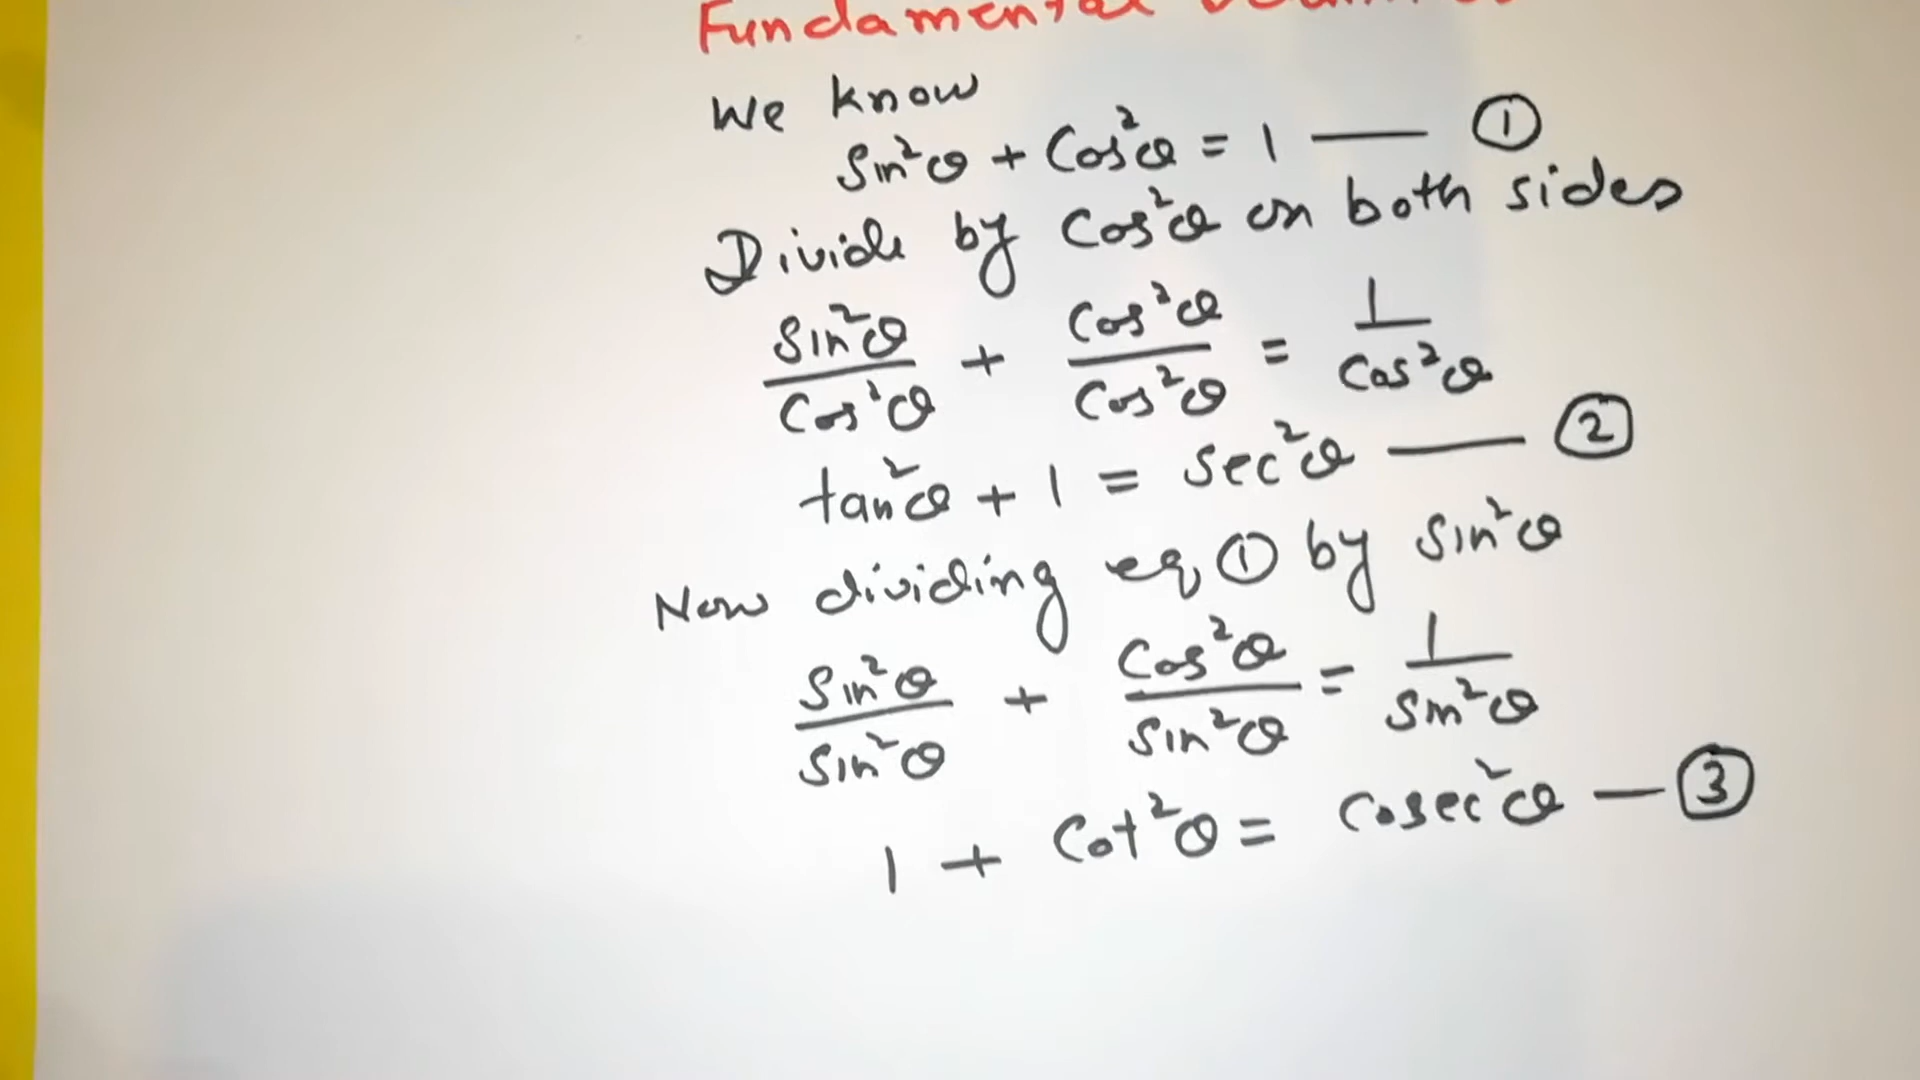 Fundamental
We know
Sin²θ + Cos²θ = 1 — ①
Divide by Cos²θ on both sides
Sin²θ/Cos²θ + Cos²θ/Cos²θ = 1/Cos²θ
tan²θ + 1 = Sec²θ — ②
Now dividing eq ① by Sin²θ
Sin²θ/Sin²θ + Cos²θ/Sin²θ = 1/Sin²θ
1 + Cot²θ = Cosec²θ — ③